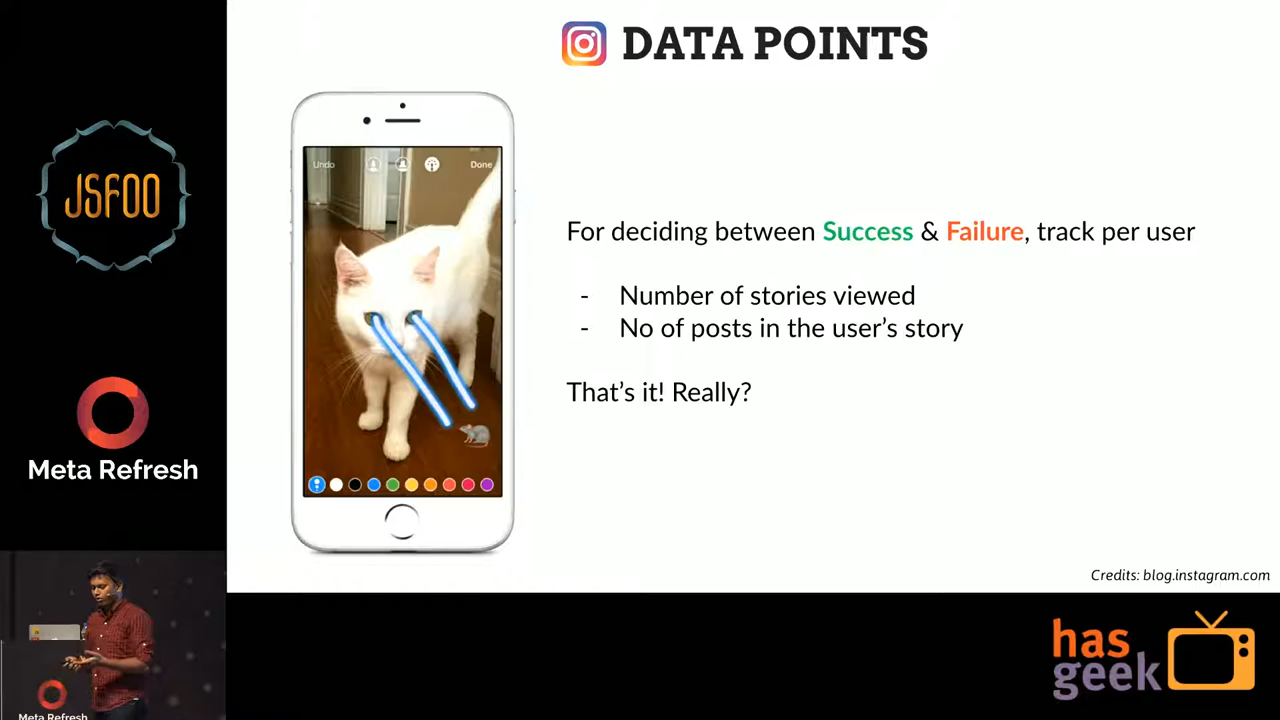 DATA POINTS
JSFOO
Undo
Done
For deciding between Success & Failure, track per user
- Number of stories viewed
- No of posts in the user's story
That's it! Really?
Meta Refresh
Credits: blog.instagram.com
has
geek
Meta Refresh